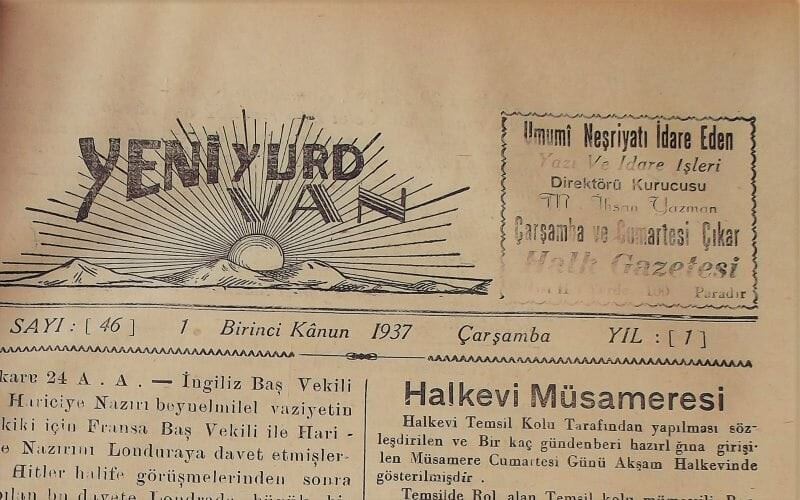 YENİ YURD
VAN
Umumî Neşriyatı İdare Eden
Yazı Ve İdare İşleri
Direktörü Kurucusu
M İhsan Yazman
Çarşamba ve Cumartesi Çıkar
Halk Gazetesi
Paradır
SAYI : [ 46 ] 1 Birinci Kânun 1937 Çarşamba YIL : [ 1 ]
24 A . A . — İngiliz Baş Vekili
Hariciye Nazırı beynelmilel vaziyetin
kiki için Fransa Baş Vekili ile Hari -
e Nazırını Londuraya davet etmişler-
Hitler halife görüşmelerinden sonra
bu davete Londrada
Halkevi Müsameresi
Halkevi Temsil Kolu Tarafından yapılması söz-
leşdirilen ve Bir kaç gündenberi hazırl ğına girişi-
len Müsamere Cumartesi Günü Akşam Halkevinde
gösterilmişdir .
Temsilde Rol alan Temsil kolu